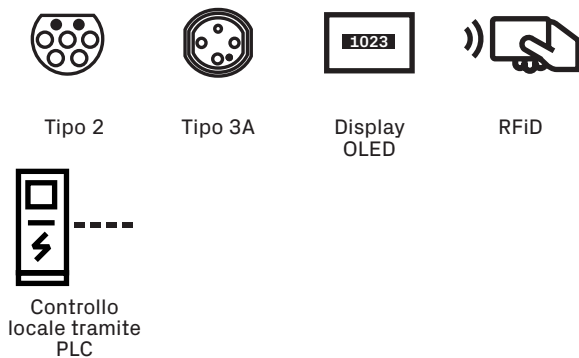 1023
Tipo 2
Tipo 3A
Display
OLED
RFiD
Controllo
locale tramite
PLC